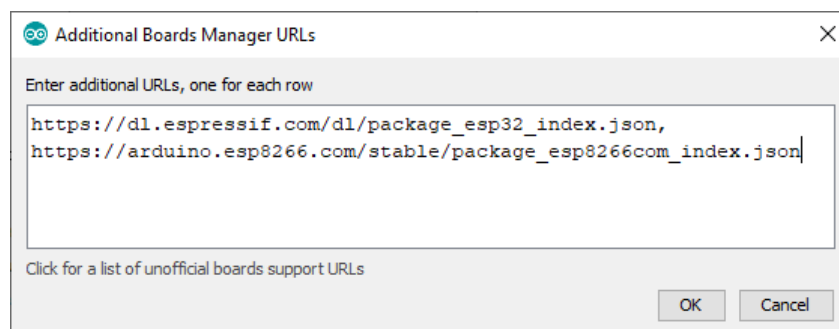 Additional Boards Manager URLs
Enter additional URLs, one for each row
https://dl.espressif.com/dl/package_esp32_index.json,
https://arduino.esp8266.com/stable/package_esp8266com_index.json
Click for a list of unofficial boards support URLs
OK Cancel